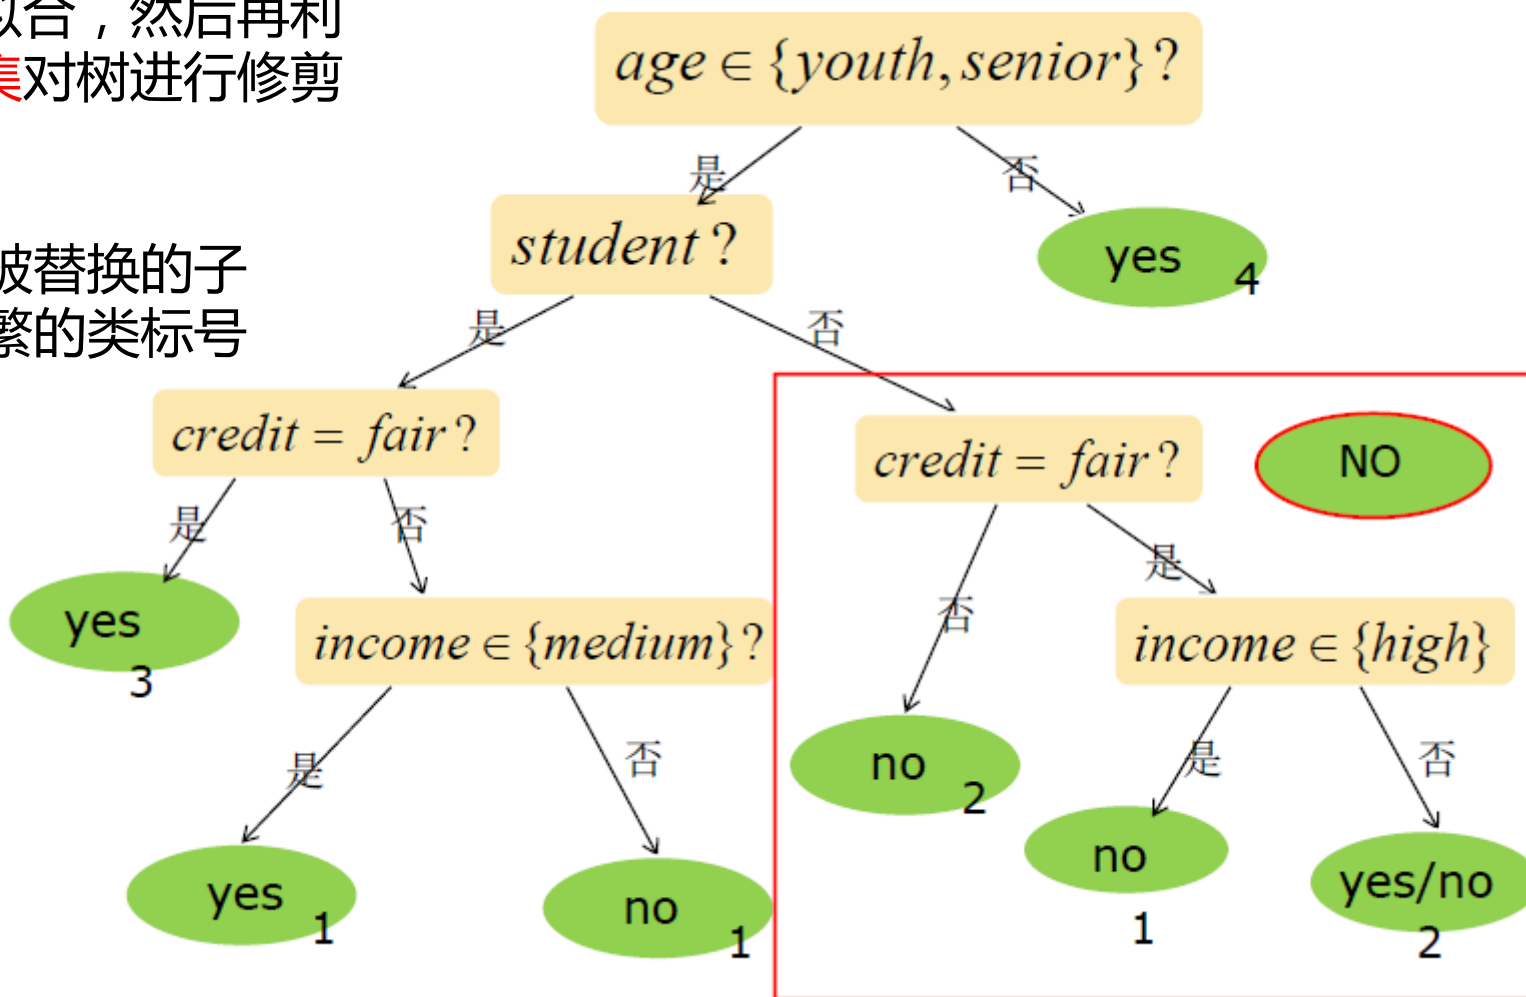 拟合，然后再利
集对树进行修剪
被替换的子
繁的类标号
age ∈ {youth, senior}?
是
否
student?
yes 4
是
否
credit = fair?
credit = fair?
NO
是
否
否
是
yes
3
income ∈ {medium}?
income ∈ {high}
是
否
no 2
是
否
yes 1
no 1
no
1
yes/no
2